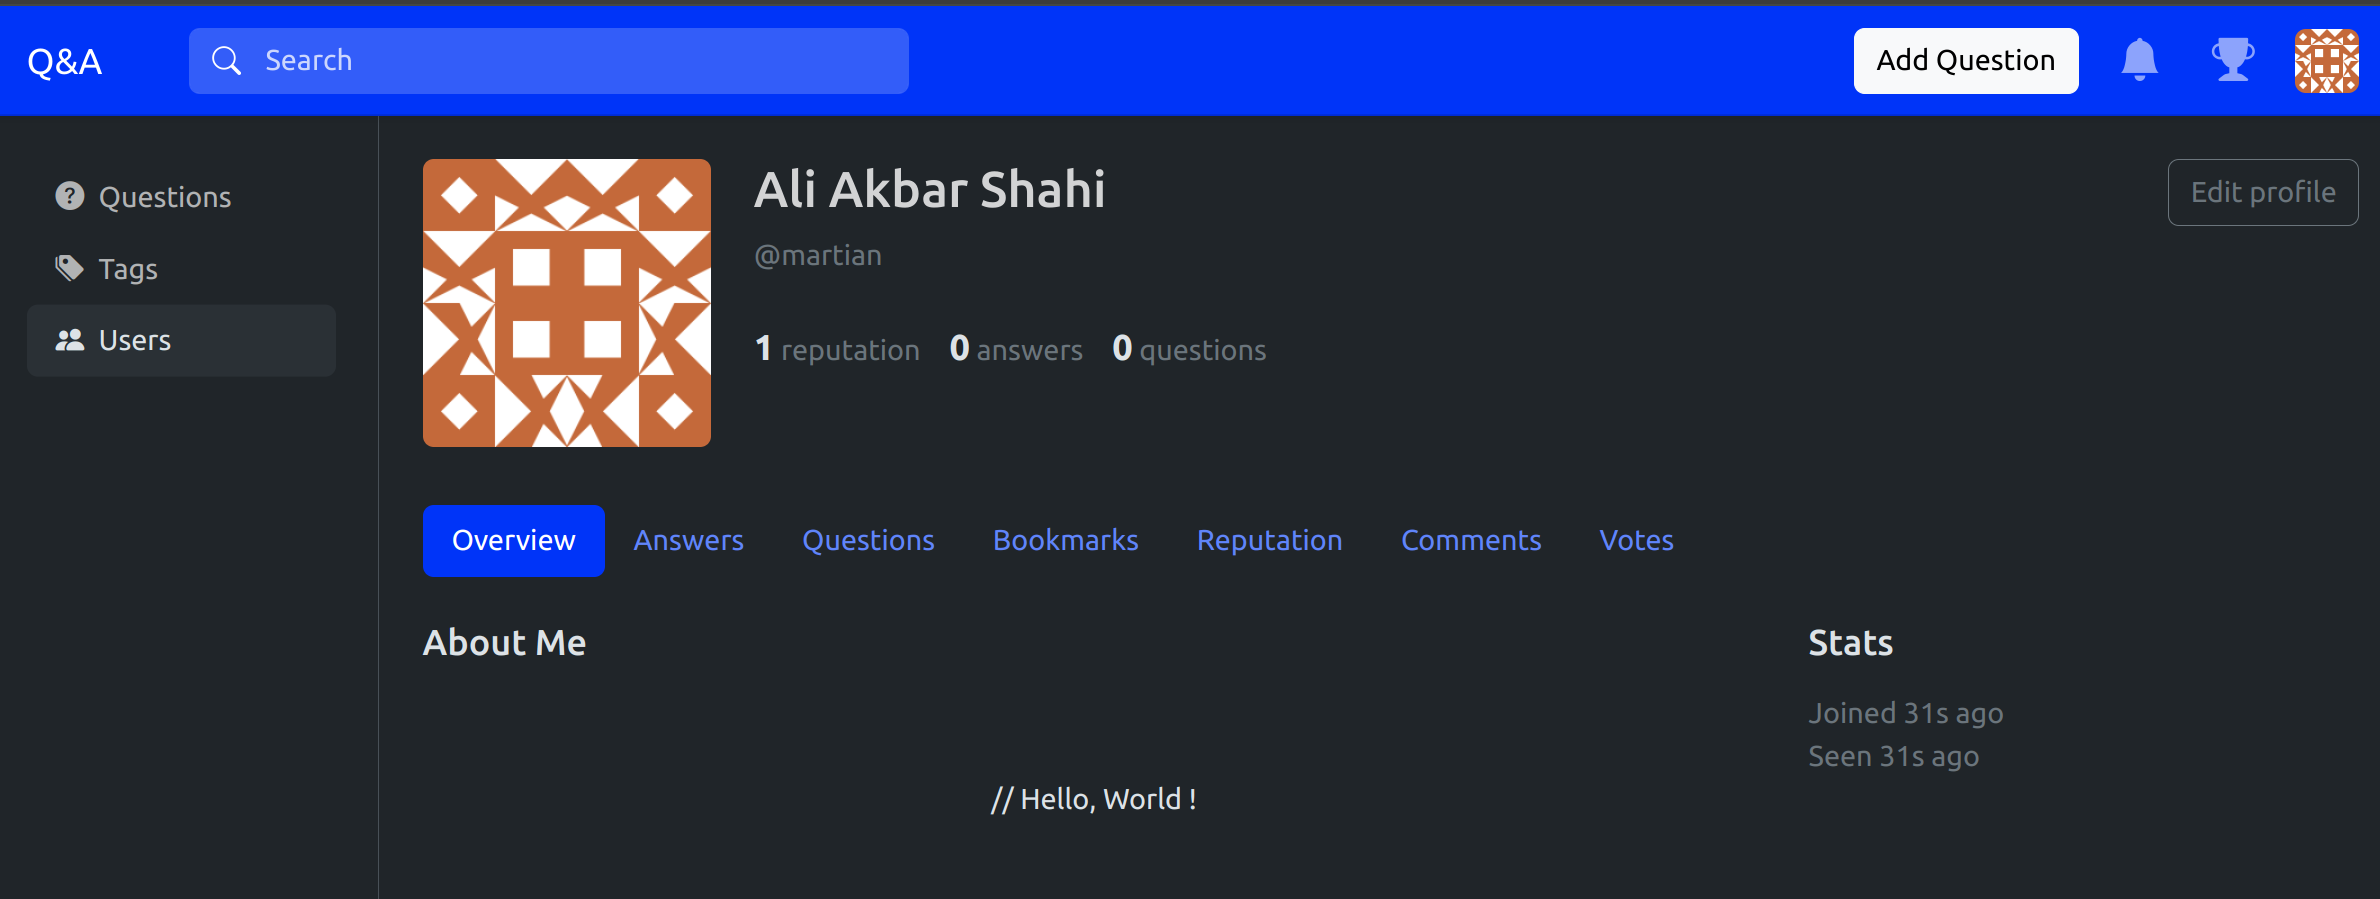 Q&A
Search
Add Question
Questions
Tags
Users
Ali Akbar Shahi
@martian
1 reputation 0 answers 0 questions
Edit profile
Overview Answers Questions Bookmarks Reputation Comments Votes
About Me
// Hello, World !
Stats
Joined 31s ago
Seen 31s ago